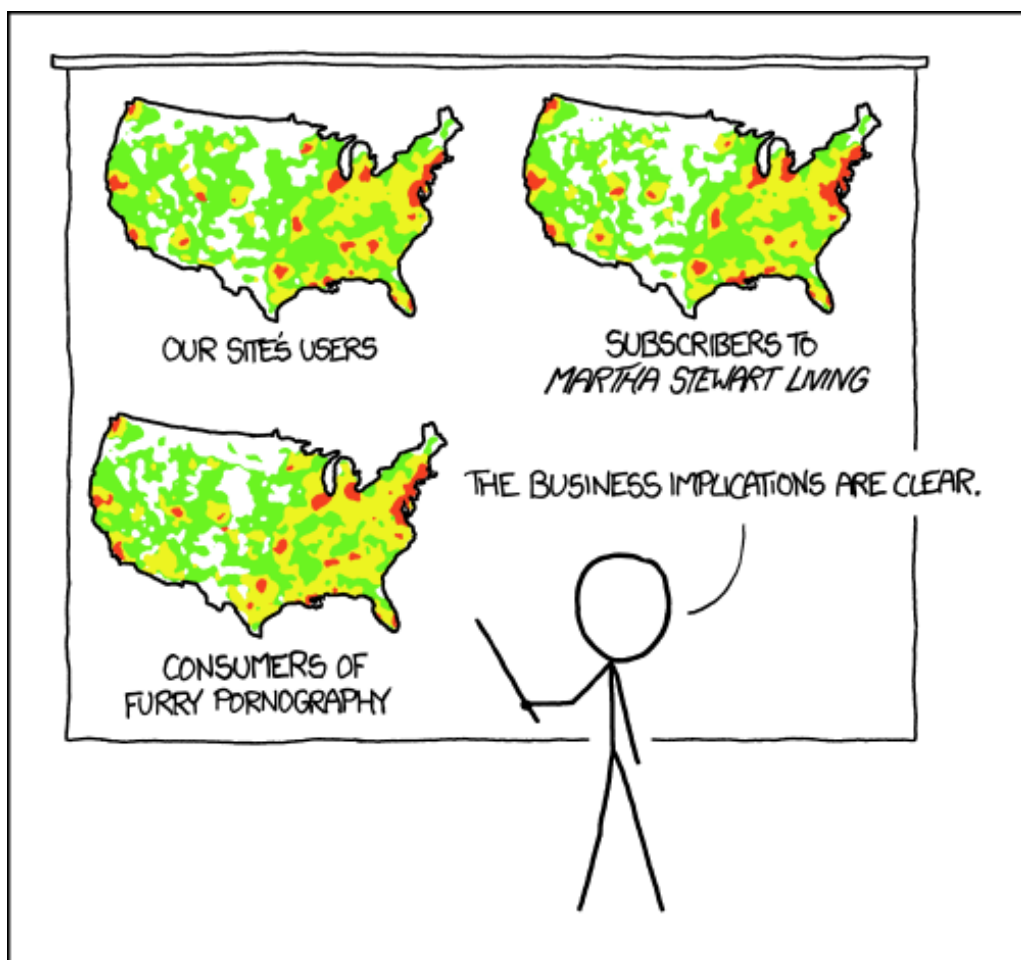 OUR SITE'S USERS
SUBSCRIBERS TO
MARTHA STEWART LIVING
CONSUMERS OF
FURRY PORNOGRAPHY
THE BUSINESS IMPLICATIONS ARE CLEAR.